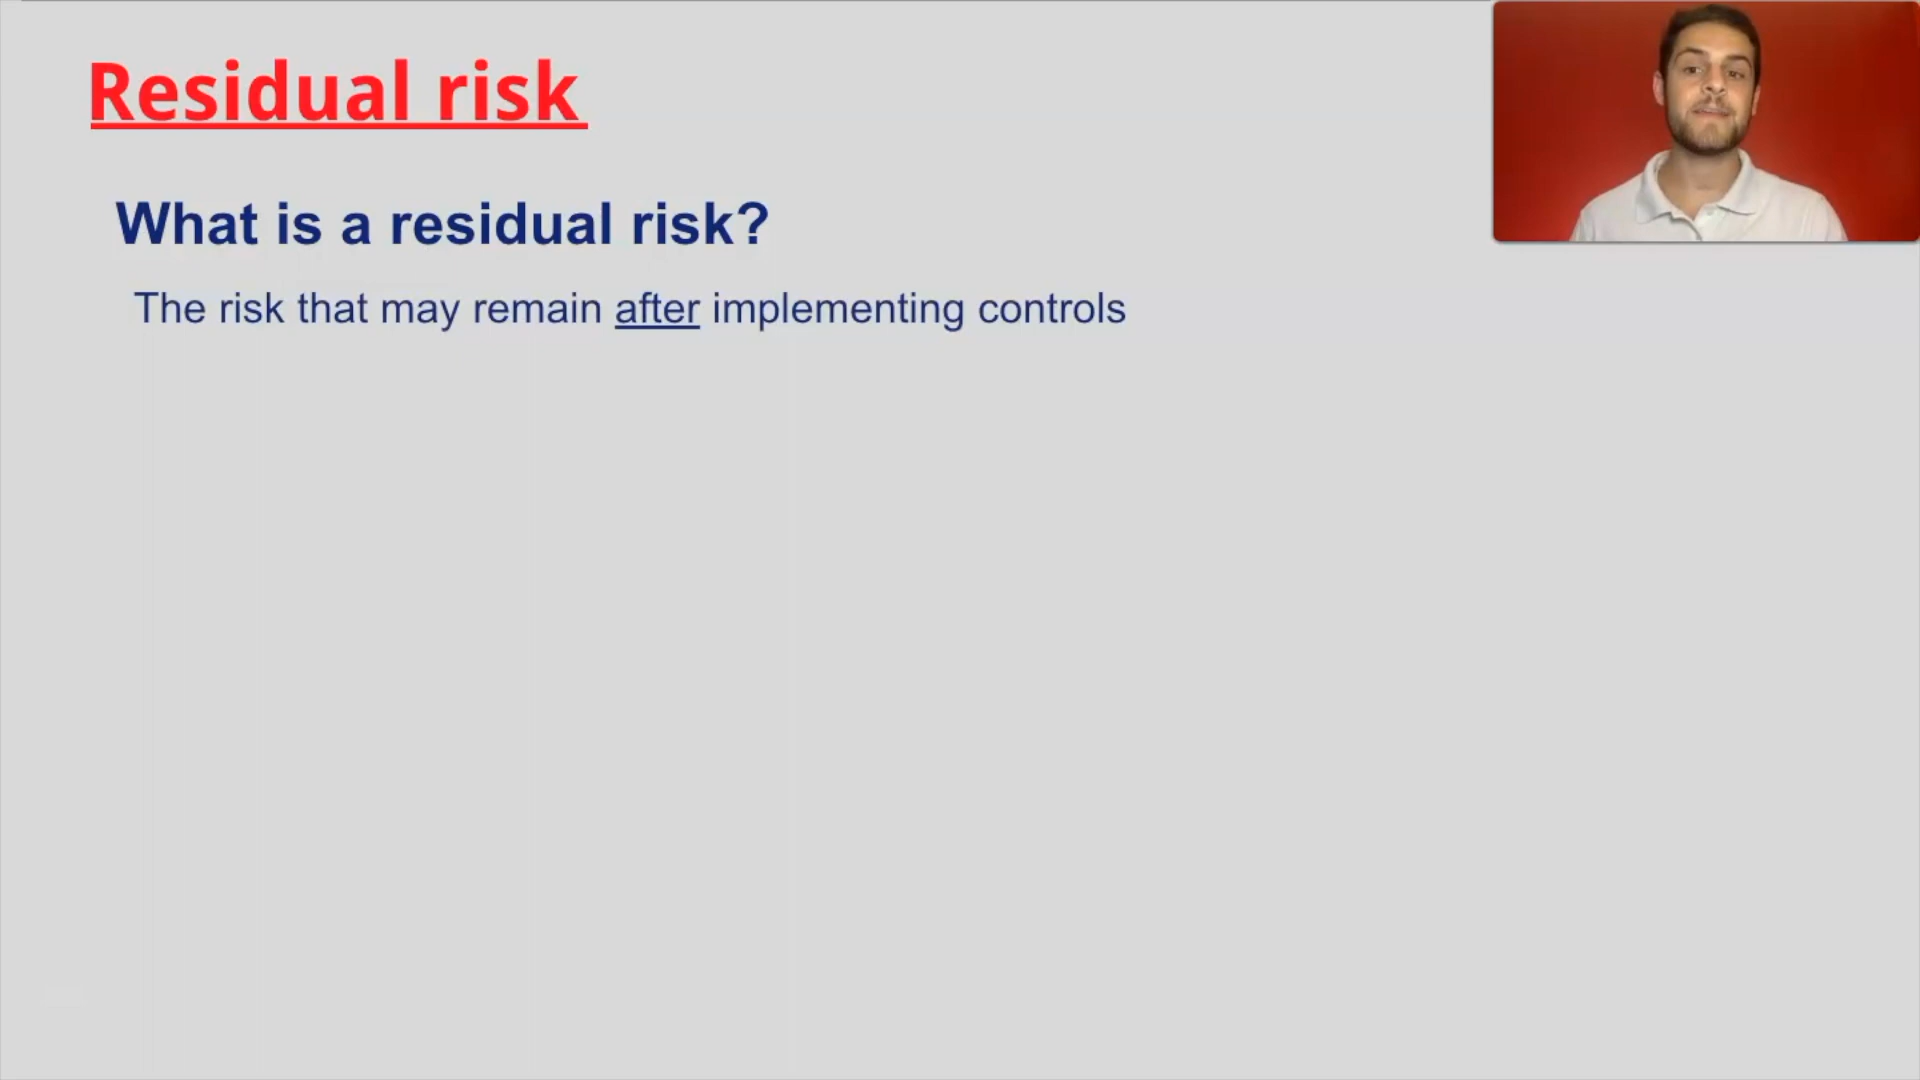 Residual risk
What is a residual risk?
The risk that may remain after implementing controls